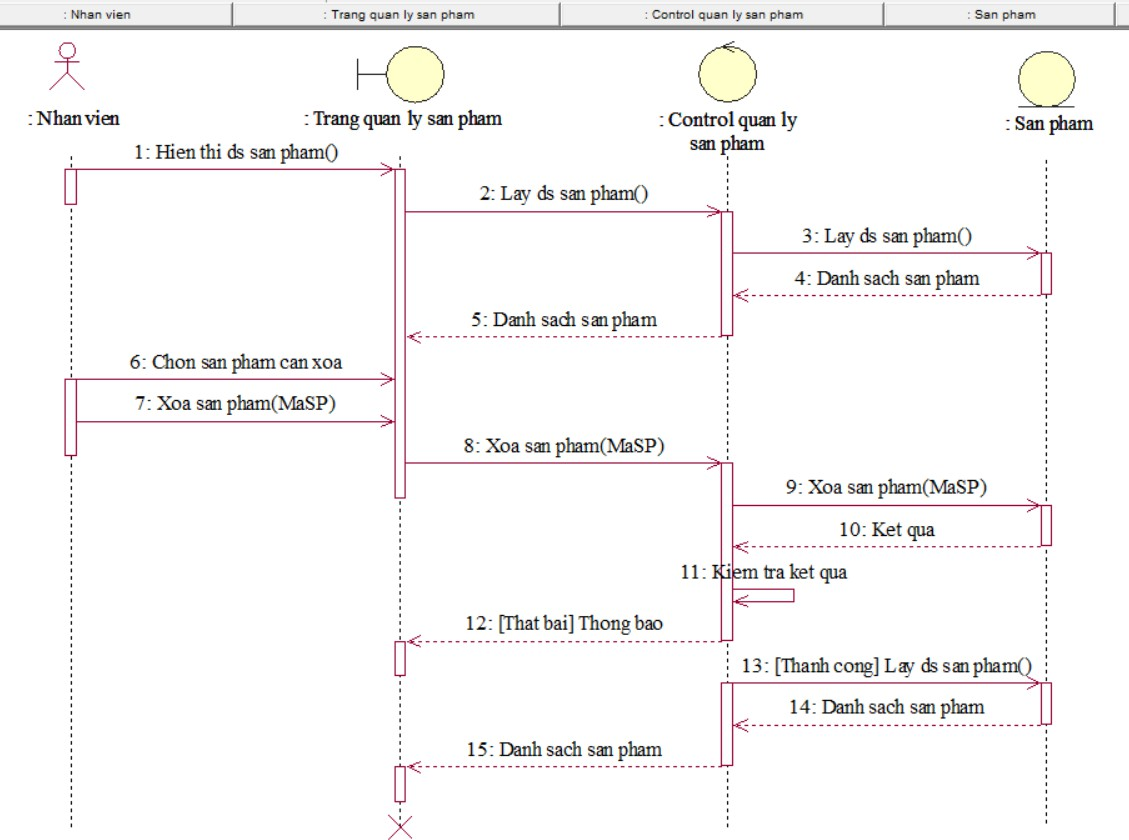 : Nhan vien
: Trang quan ly san pham
: Control quan ly san pham
: San pham
: Nhan vien
: Trang quan ly san pham
: Control quan ly
san pham
: San pham
1: Hien thi ds san pham()
2: Lay ds san pham()
3: Lay ds san pham()
4: Danh sach san pham
5: Danh sach san pham
6: Chon san pham can xoa
7: Xoa san pham(MaSP)
8: Xoa san pham(MaSP)
9: Xoa san pham(MaSP)
10: Ket qua
11: Kiem tra ket qua
12: [That bai] Thong bao
13: [Thanh cong] Lay ds san pham()
14: Danh sach san pham
15: Danh sach san pham